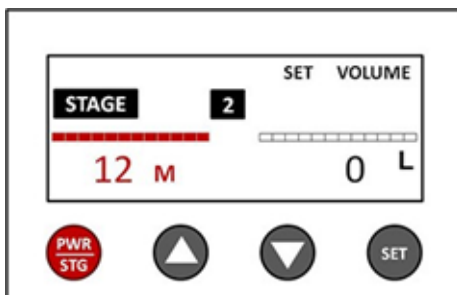 SET VOLUME
STAGE 2
12 M 0 L
PWR
STG
SET